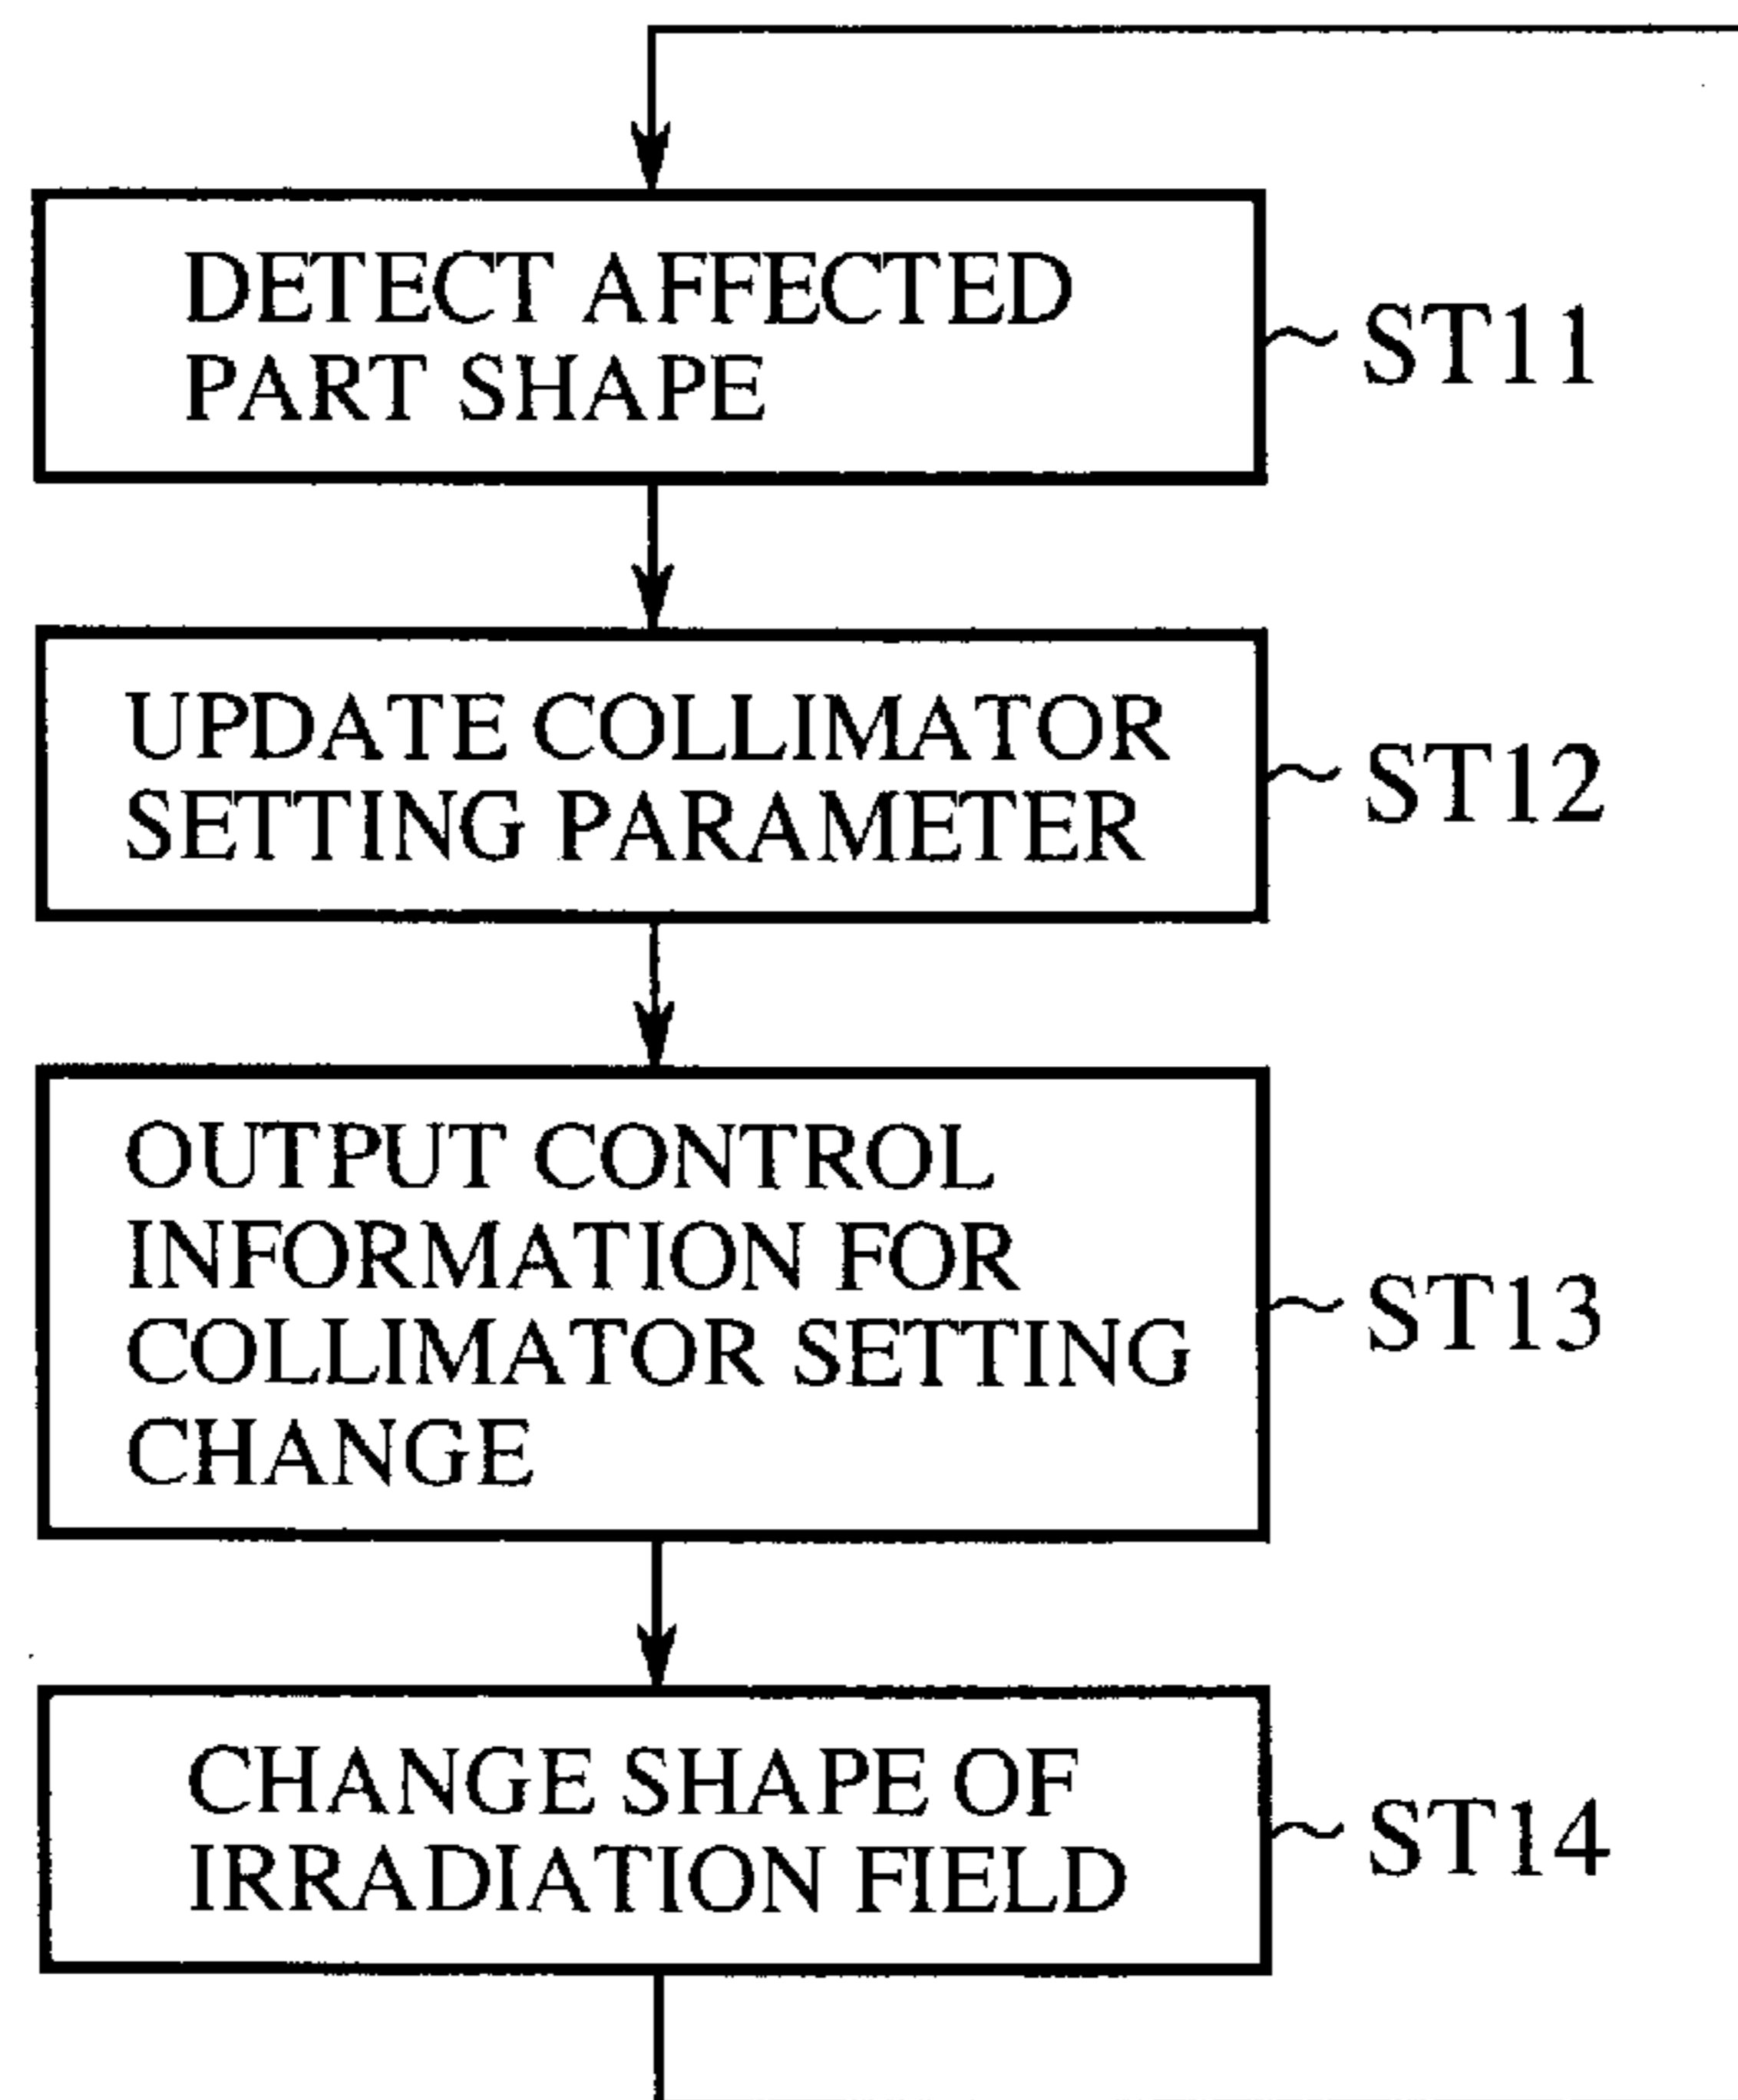 DETECT AFFECTED
PART SHAPE
ST11
UPDATE COLLIMATOR
SETTING PARAMETER
ST12
OUTPUT CONTROL
INFORMATION FOR
COLLIMATOR SETTING
CHANGE
ST13
CHANGE SHAPE OF
IRRADIATION FIELD
ST14